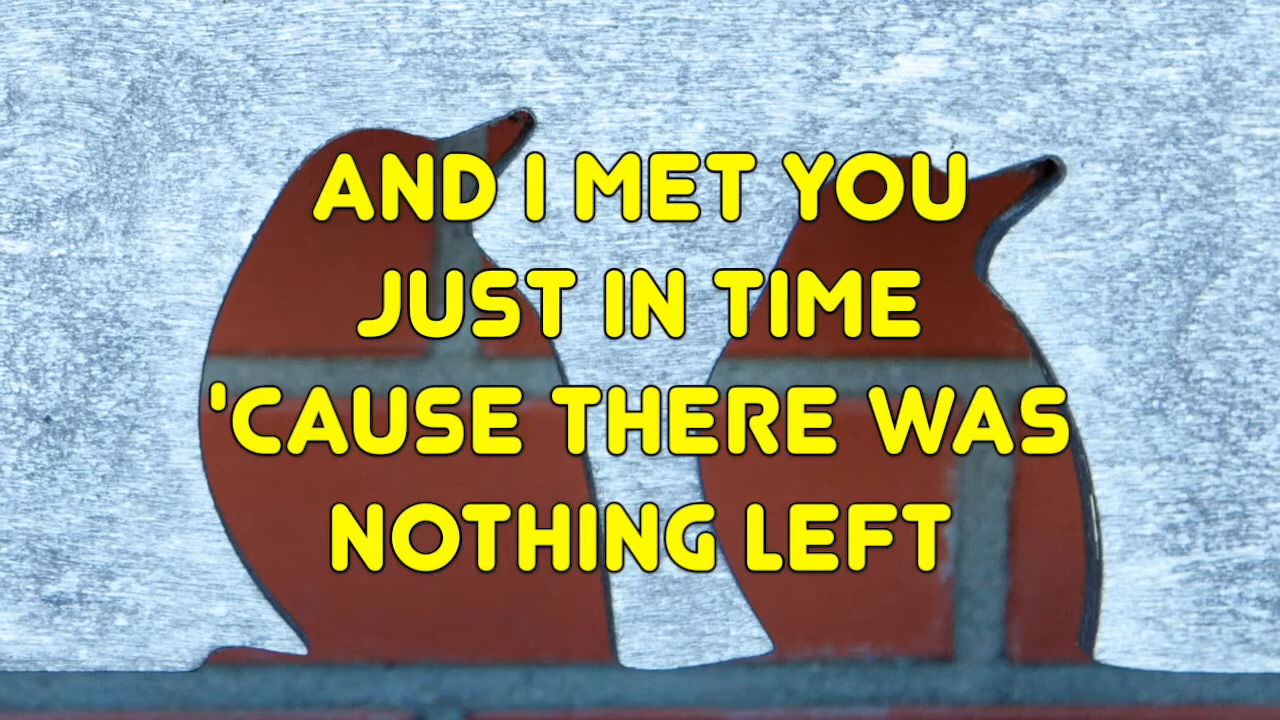 AND I MET YOU
JUST IN TIME
'CAUSE THERE WAS
NOTHING LEFT